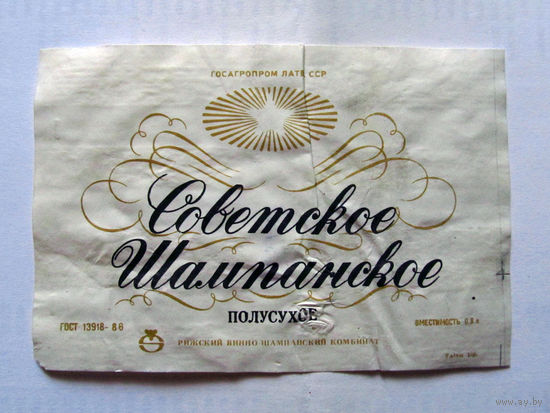 ГОСАГРОПРОМ ЛАТВ ССР
Советское
Шампанское
ПОЛУСУХОЕ
ГОСТ 13918-88
ВМЕСТИМОСТЬ 0,8 л
РИЖСКИЙ ВИННО-ШАМПАНСКИЙ КОМБИНАТ
www.ay.by